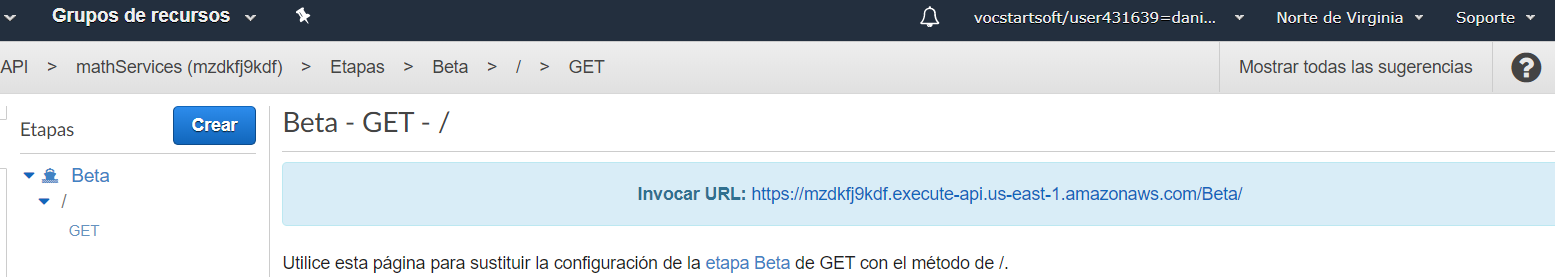 Grupos de recursos vocstartsoft/user431639=dani... Norte de Virginia Soporte
API > mathServices (mzdkfj9kdf) > Etapas > Beta > / > GET Mostrar todas las sugerencias ?
Etapas Crear
Beta - GET - /
Beta
/
GET
Invocar URL: https://mzdkfj9kdf.execute-api.us-east-1.amazonaws.com/Beta/
Utilice esta página para sustituir la configuración de la etapa Beta de GET con el método de /.